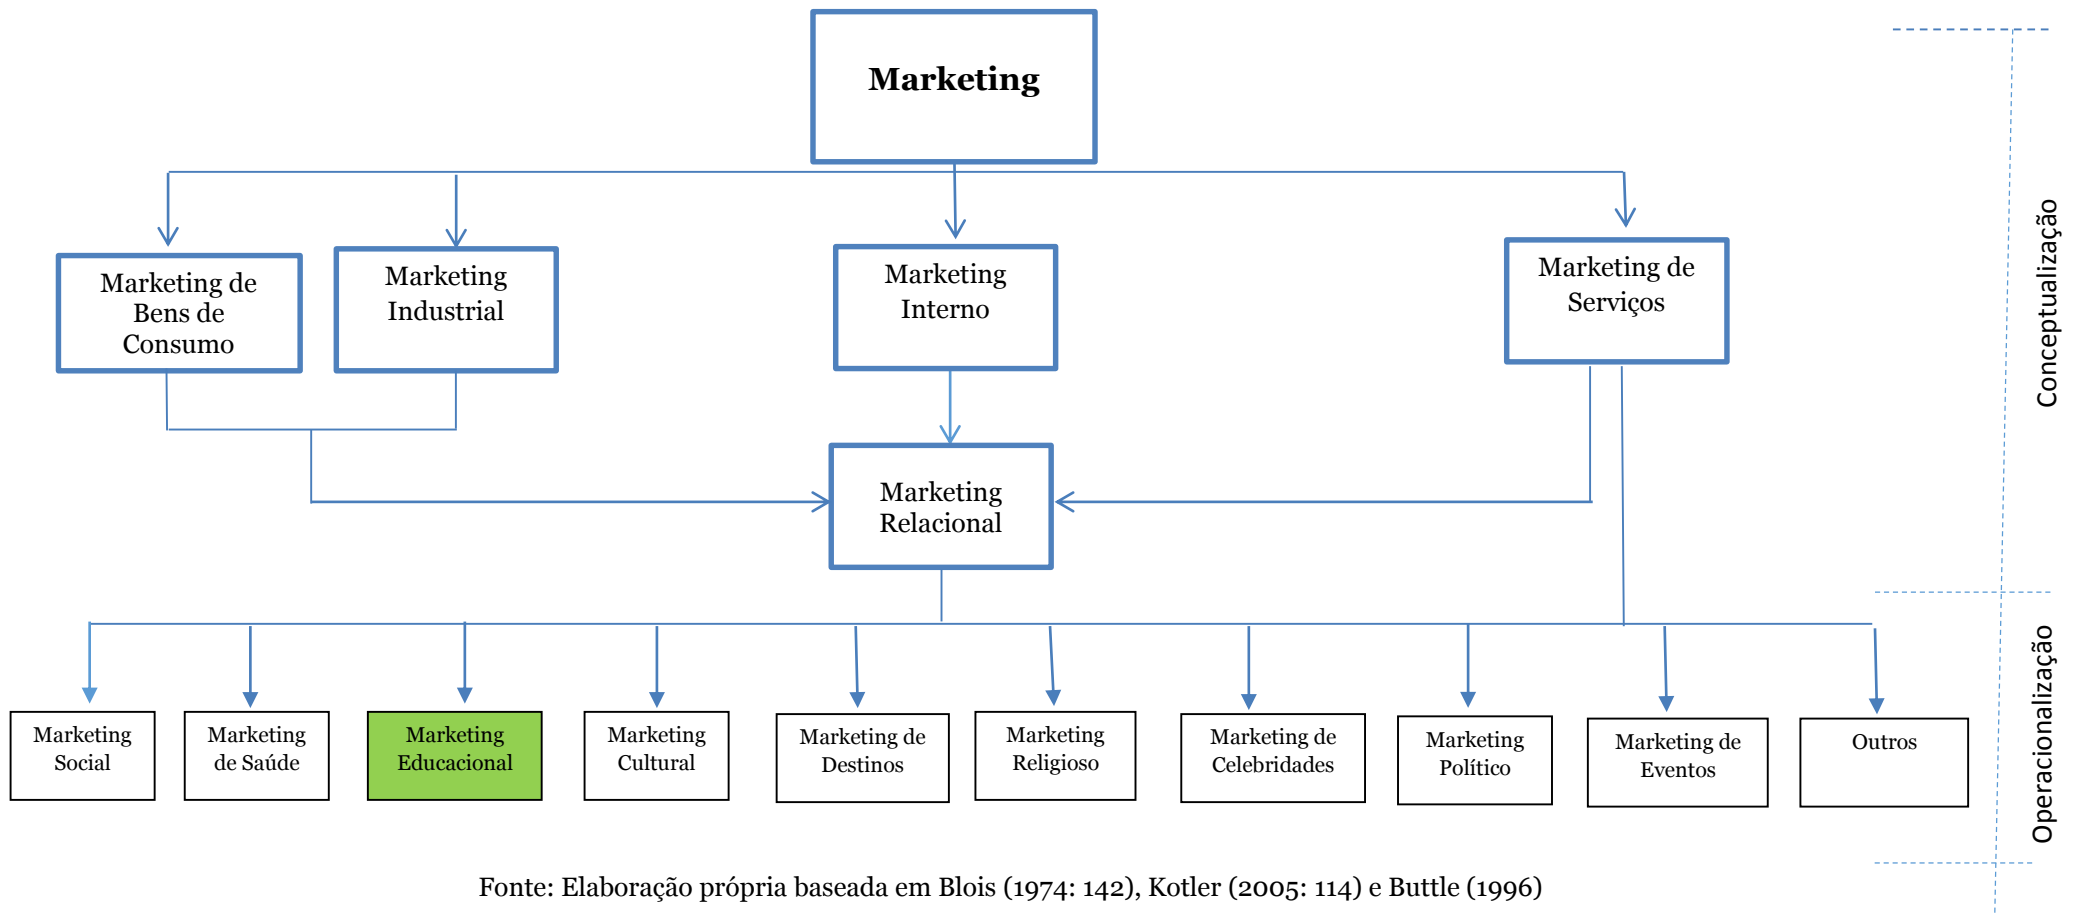 Marketing
Marketing de
Bens de
Consumo
Marketing
Industrial
Marketing
Interno
Marketing de
Serviços
Conceptualização
Marketing
Relacional
Marketing
Social
Marketing
de Saúde
Marketing
Educacional
Marketing
Cultural
Marketing de
Destinos
Marketing
Religioso
Marketing de
Celebridades
Marketing
Político
Marketing de
Eventos
Outros
Operacionalização
Fonte: Elaboração própria baseada em Blois (1974: 142), Kotler (2005: 114) e Buttle (1996)